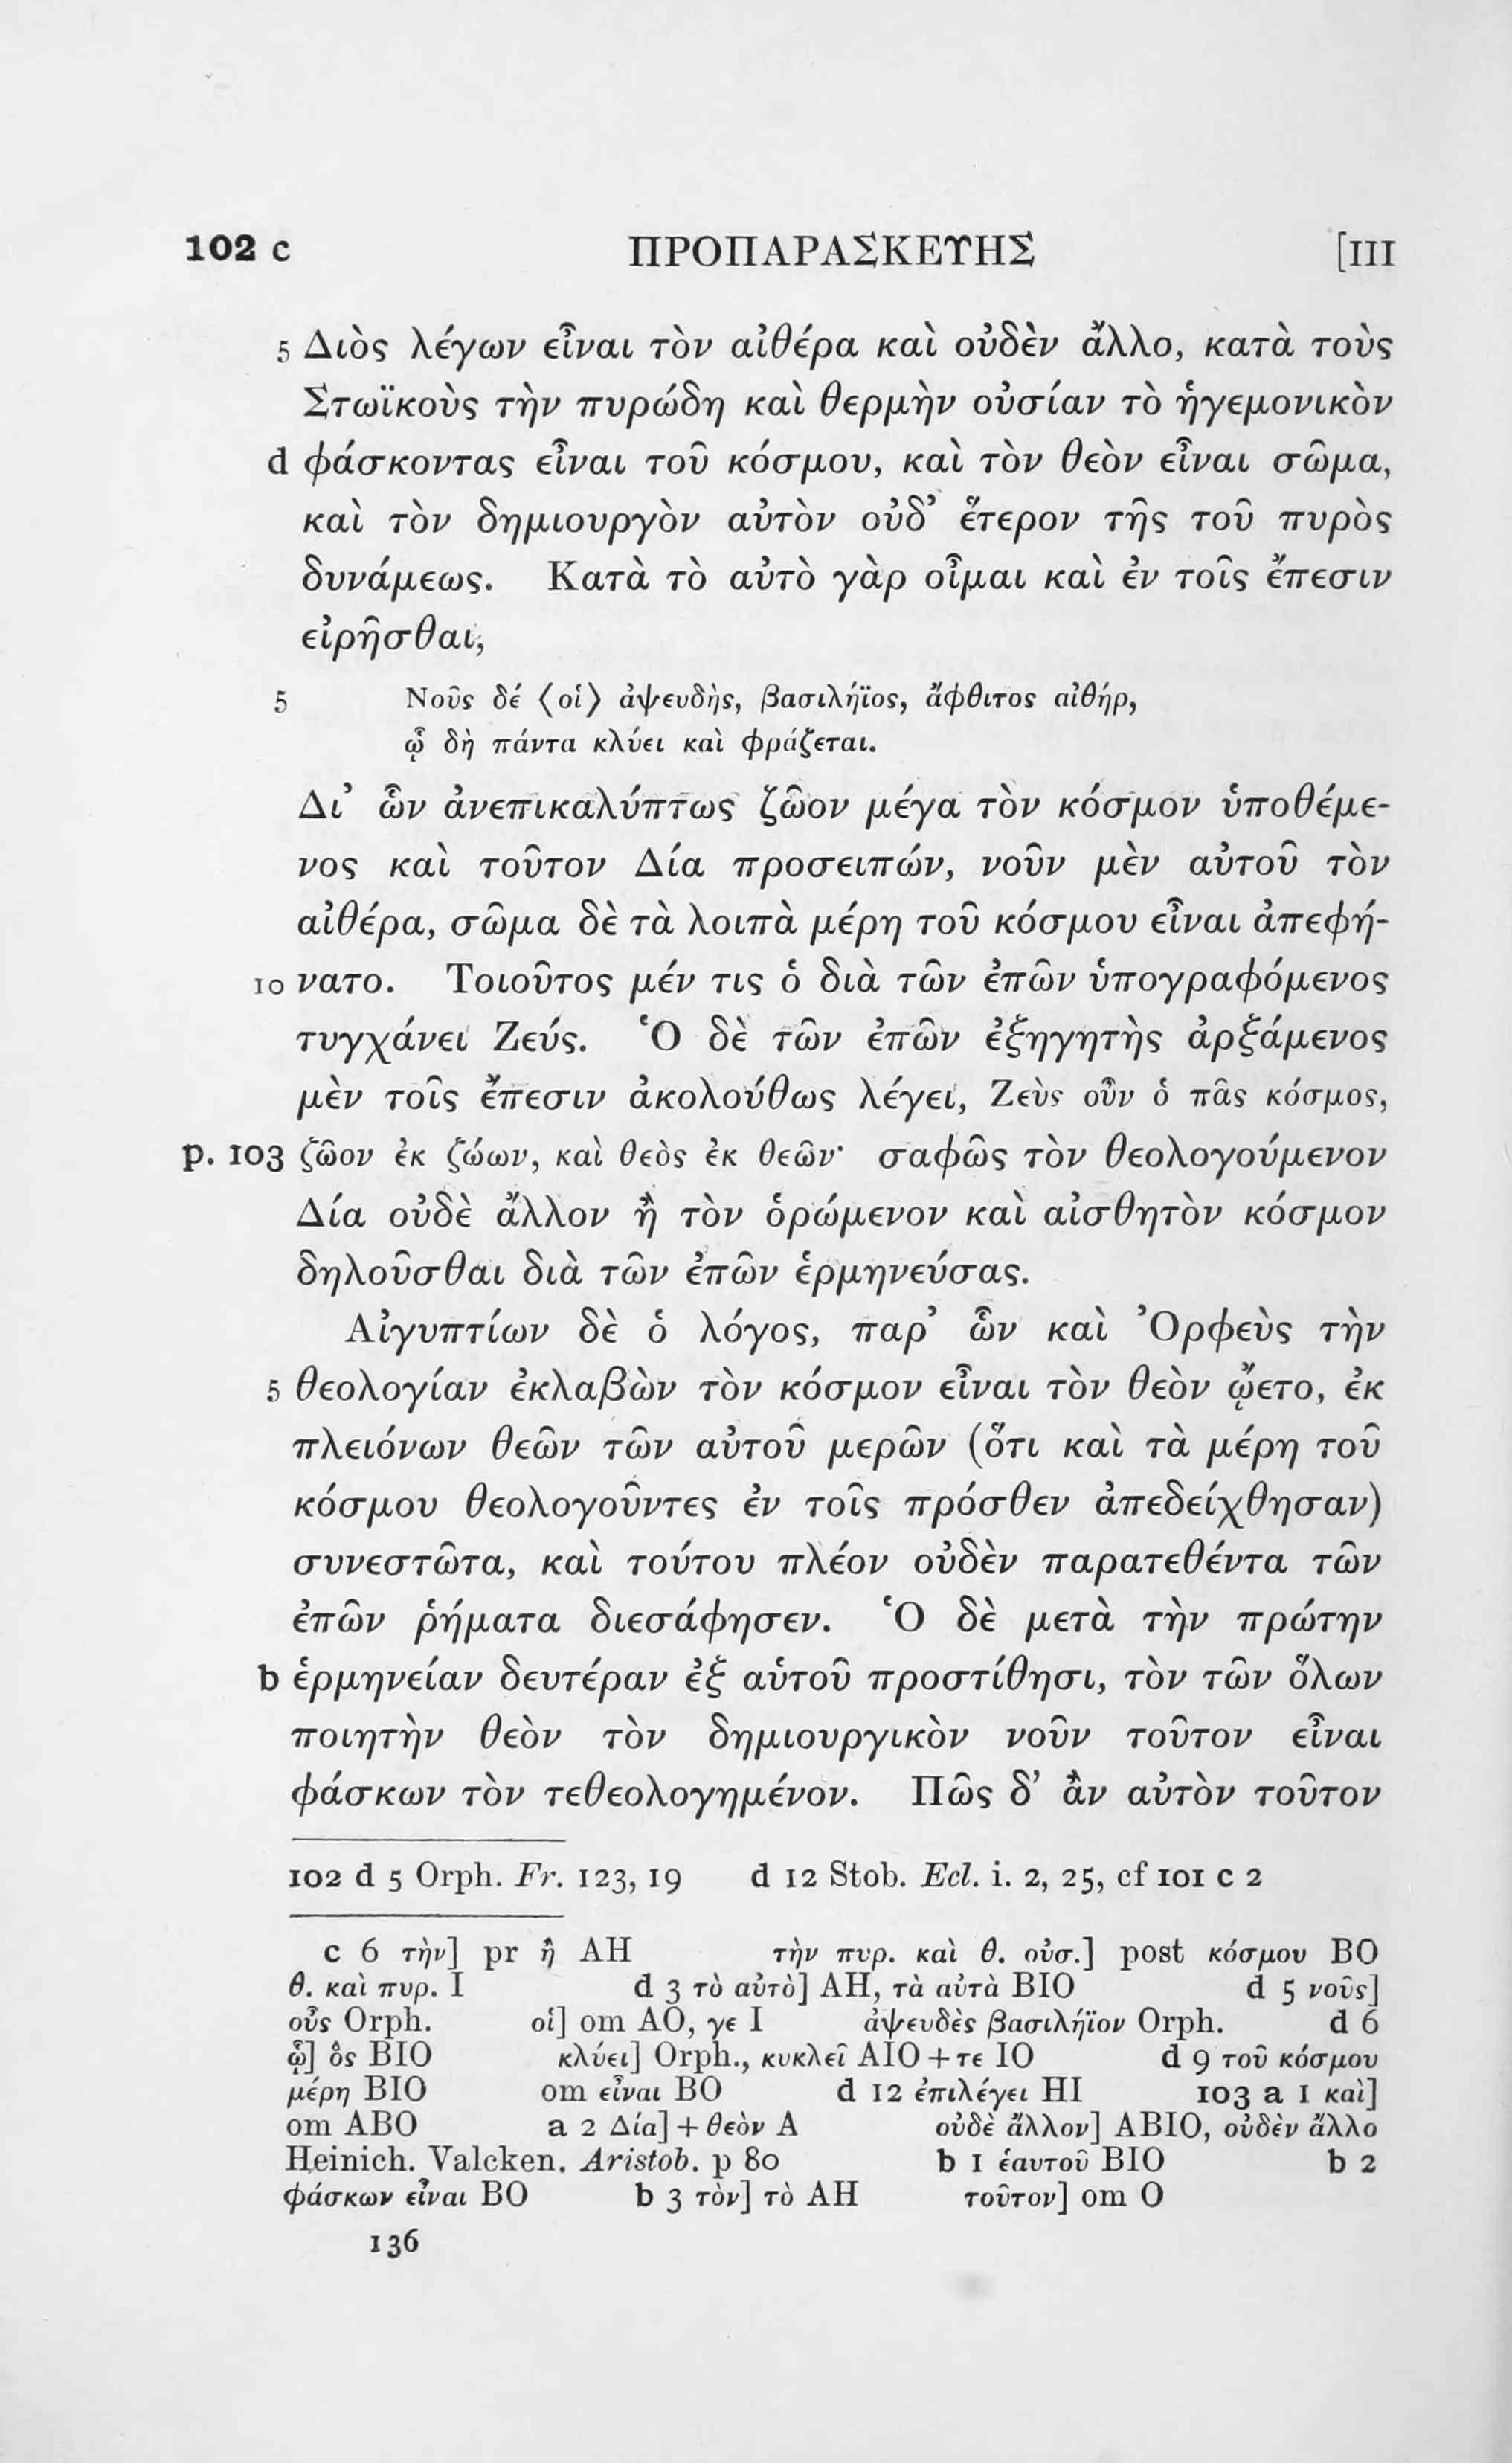 102 c ΠΡΟΠΑΡΑΣΚΕΥΗΣ [III
5 Διὸς λέγων εἶναι τὸν αἰθέρα καὶ οὐδὲν ἄλλο, κατὰ τοὺς
Στωϊκοὺς τὴν πυρώδη καὶ θερμὴν οὐσίαν τὸ ἡγεμονικὸν
d φάσκοντας εἶναι τοῦ κόσμου, καὶ τὸν θεὸν εἶναι σῶμα,
καὶ τὸν δημιουργὸν αὐτὸν οὐδ’ ἕτερον τῆς τοῦ πυρὸς
δυνάμεως. Κατὰ τὸ αὐτὸ γὰρ οἶμαι καὶ ἐν τοῖς ἔπεσιν
εἰρῆσθαι,
5 Νοῦς δέ ⟨οἱ⟩ ἀψευδὴς, βασιλήϊος, ἄφθιτος αἰθήρ,
ᾧ δὴ πάντα κλύει καὶ φράζεται.
Δι’ ὧν ἀνεπικαλύπτως ζῶον μέγα τὸν κόσμον ὑποθέμε-
νος καὶ τοῦτον Δία προσειπών, νοῦν μὲν αὐτοῦ τὸν
αἰθέρα, σῶμα δὲ τὰ λοιπὰ μέρη τοῦ κόσμου εἶναι ἀπεφή-
10 νατο. Τοιοῦτος μέν τις ὁ διὰ τῶν ἐπῶν ὑπογραφόμενος
τυγχάνει Ζεύς. Ὁ δὲ τῶν ἐπῶν ἐξηγητὴς ἀρξάμενος
μὲν τοῖς ἔπεσιν ἀκολούθως λέγει, Ζεὺς οὖν ὁ πᾶς κόσμος,
p. 103 ζῶον ἐκ ζώων, καὶ θεὸς ἐκ θεῶν· σαφῶς τὸν θεολογούμενον
Δία οὐδὲ ἄλλον ἢ τὸν ὁρώμενον καὶ αἰσθητὸν κόσμον
δηλοῦσθαι διὰ τῶν ἐπῶν ἑρμηνεύσας.
Αἰγυπτίων δὲ ὁ λόγος, παρ’ ὧν καὶ Ὀρφεὺς τὴν
5 θεολογίαν ἐκλαβὼν τὸν κόσμον εἶναι τὸν θεὸν ᾤετο, ἐκ
πλειόνων θεῶν τῶν αὐτοῦ μερῶν (ὅτι καὶ τὰ μέρη τοῦ
κόσμου θεολογοῦντες ἐν τοῖς πρόσθεν ἀπεδείχθησαν)
συνεστῶτα, καὶ τούτου πλέον οὐδὲν παρατεθέντα τῶν
ἐπῶν ῥήματα διεσάφησεν. Ὁ δὲ μετὰ τὴν πρώτην
b ἑρμηνείαν δευτέραν ἐξ αὑτοῦ προστίθησι, τὸν τῶν ὅλων
ποιητὴν θεὸν τὸν δημιουργικὸν νοῦν τοῦτον εἶναι
φάσκων τὸν τεθεολογημένον. Πῶς δ’ ἂν αὐτὸν τοῦτον
102 d 5 Orph. Fr. 123, 19 d 12 Stob. Ecl. i. 2, 25, cf 101 c 2
c 6 τὴν] pr ἢ AH τὴν πυρ. καὶ θ. οὐσ.] post κόσμου BO
θ. καὶ πυρ. I d 3 τὸ αὐτὸ] AH, τὰ αὐτὰ BIO d 5 νοῦς]
οὖς Orph. οἱ] om AO, γε I ἀψευδὲς βασιλήϊον Orph. d 6
ᾧ] ὃς BIO κλύει] Orph., κυκλεῖ AIO + τε IO d 9 τοῦ κόσμου
μέρη BIO om εἶναι BO d 12 ἐπιλέγει HI 103 a 1 καὶ]
om ABO a 2 Δία] + θεὸν A οὐδὲ ἄλλον] ABIO, οὐδὲν ἄλλο
Heinich. Valcken. Aristob. p 80 b 1 ἑαυτοῦ BIO b 2
φάσκων εἶναι BO b 3 τὸν] τὸ AH τοῦτον] om O
136